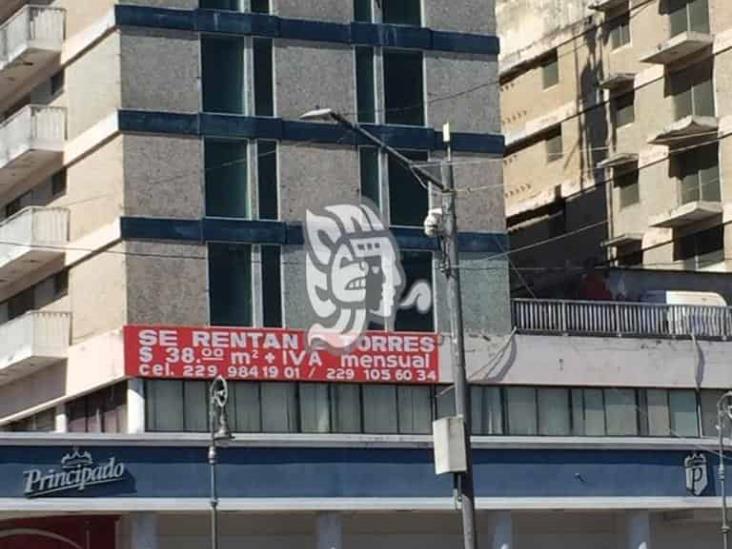 SE RENTAN TORRES
$ 38.00 m² + IVA mensual
cel. 229 984 19 01 / 229 105 60 34
Principado
P